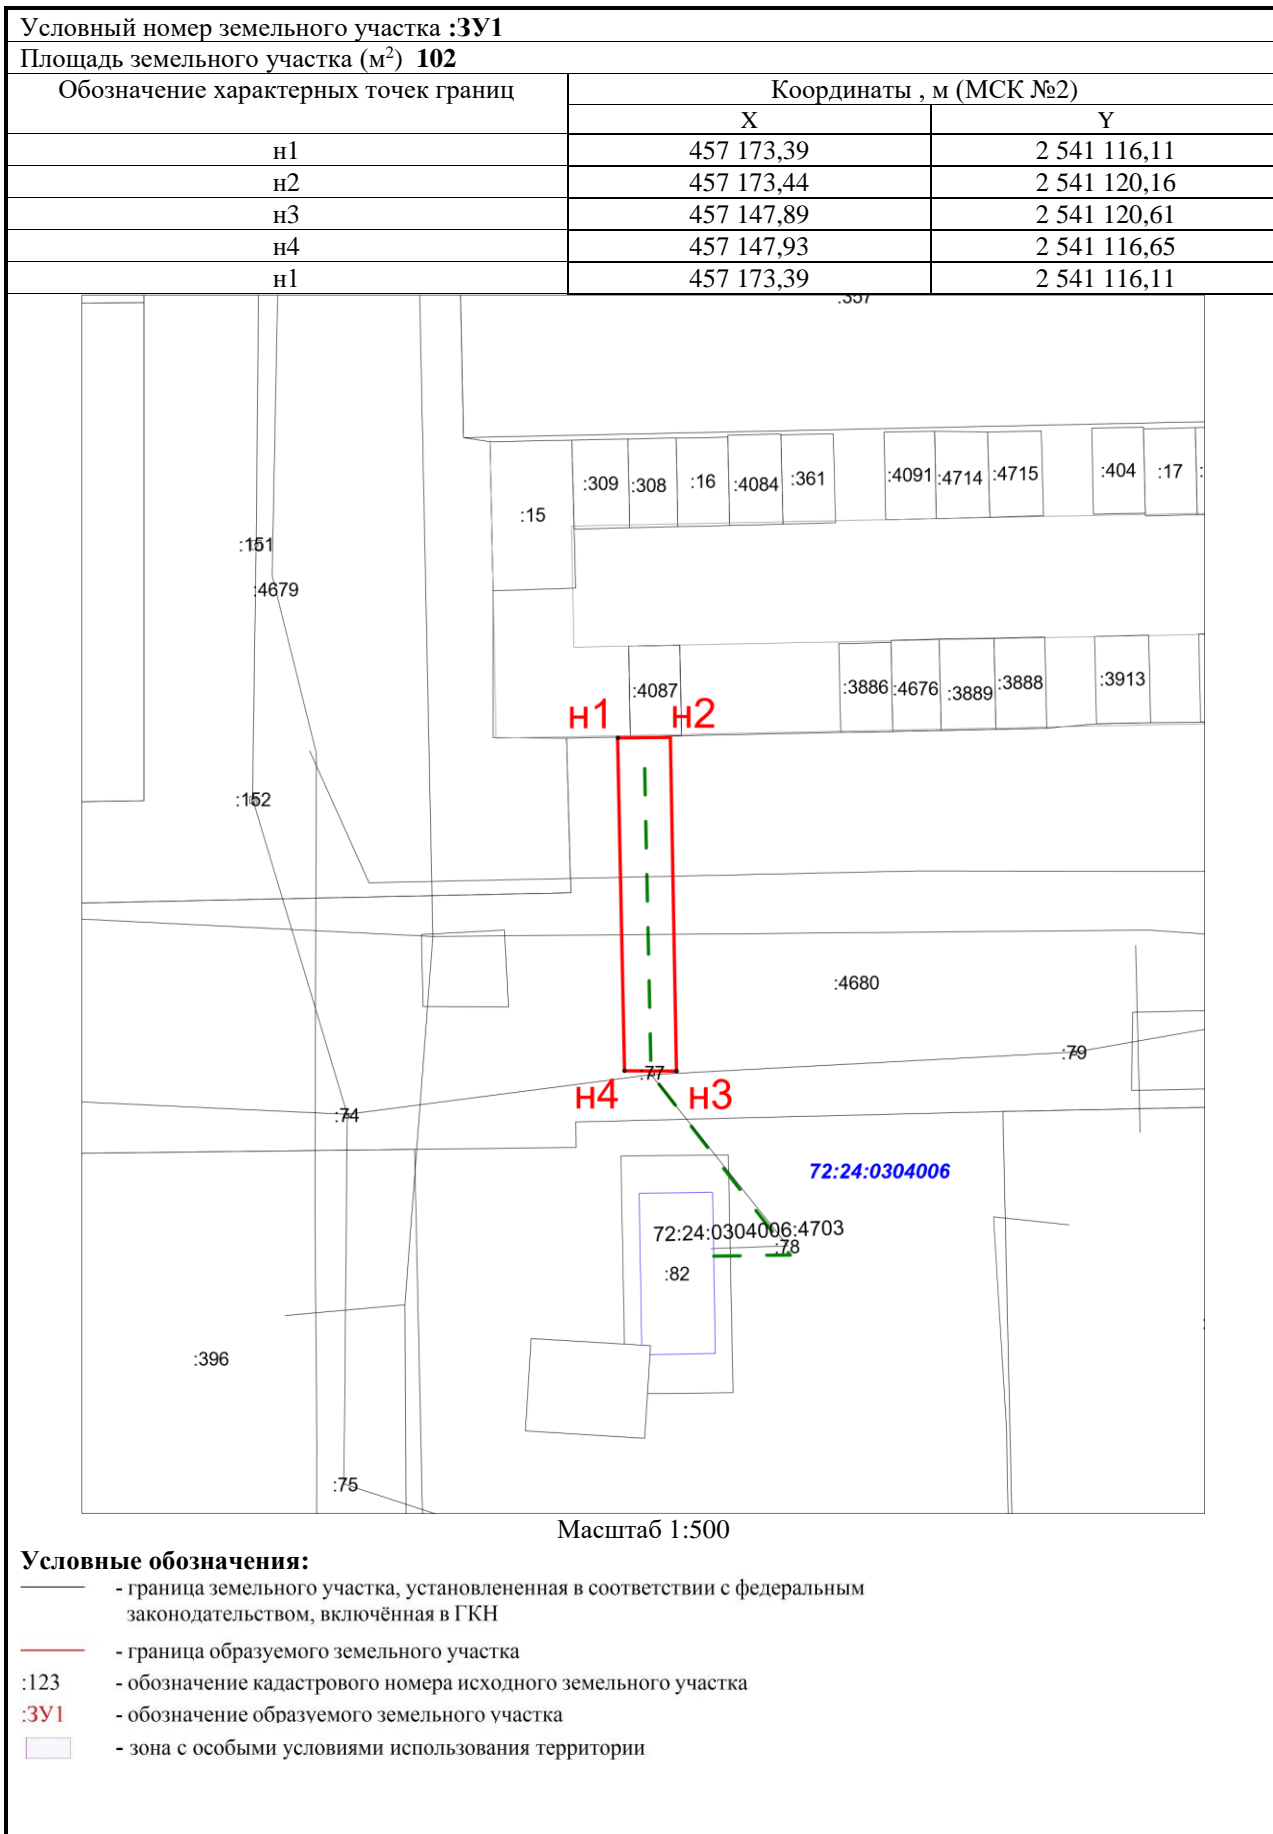 Условный номер земельного участка :ЗУ1
Площадь земельного участка (м²) 102
Обозначение характерных точек границ
Координаты , м (МСК №2)
X Y
н1 457 173,39 2 541 116,11
н2 457 173,44 2 541 120,16
н3 457 147,89 2 541 120,61
н4 457 147,93 2 541 116,65
н1 457 173,39 2 541 116,11
:357
:309 :308 :16 :4084 :361 :4091 :4714 :4715 :404 :17
:15
:151
:4679
:4087 :3886 :4676 :3889 :3888 :3913
н1 н2
:152
:4680
:79
:77
н4 н3
:74
72:24:0304006
72:24:0304006:4703
:78
:82
:396
:75
Масштаб 1:500
Условные обозначения:
- граница земельного участка, установлененная в соответствии с федеральным
законодательством, включённая в ГКН
- граница образуемого земельного участка
:123 - обозначение кадастрового номера исходного земельного участка
:ЗУ1 - обозначение образуемого земельного участка
- зона с особыми условиями использования территории